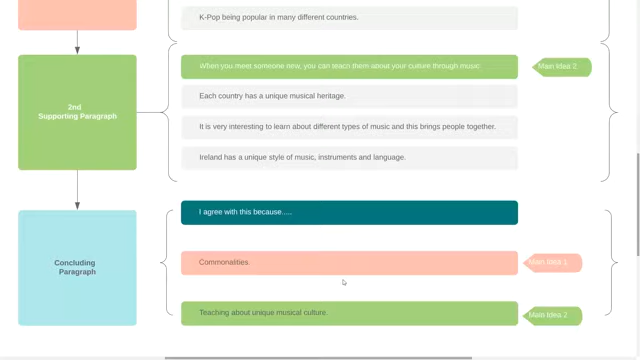 K-Pop being popular in many different countries.
When you meet someone new, you can teach them about your culture through music.
Main Idea 2
2nd
Supporting Paragraph
Each country has a unique musical heritage.
It is very interesting to learn about different types of music and this brings people together.
Ireland has a unique style of music, instruments and language.
I agree with this because.....
Concluding
Paragraph
Commonalities.
Main Idea 1
Teaching about unique musical culture.
Main Idea 2